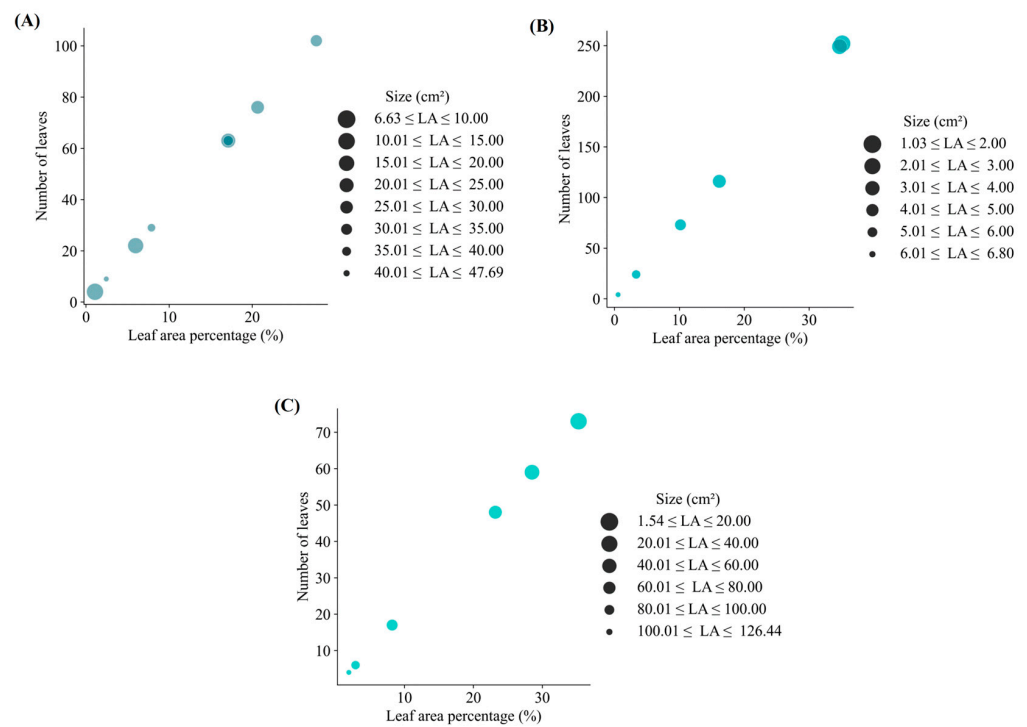 (A)
100
80
60
40
20
0
Number of leaves
0 10 20
Leaf area percentage (%)
Size (cm²)
6.63 ≤ LA ≤ 10.00
10.01 ≤ LA ≤ 15.00
15.01 ≤ LA ≤ 20.00
20.01 ≤ LA ≤ 25.00
25.01 ≤ LA ≤ 30.00
30.01 ≤ LA ≤ 35.00
35.01 ≤ LA ≤ 40.00
40.01 ≤ LA ≤ 47.69
(B)
250
200
150
100
50
0
Number of leaves
0 10 20 30
Leaf area percentage (%)
Size (cm²)
1.03 ≤ LA ≤ 2.00
2.01 ≤ LA ≤ 3.00
3.01 ≤ LA ≤ 4.00
4.01 ≤ LA ≤ 5.00
5.01 ≤ LA ≤ 6.00
6.01 ≤ LA ≤ 6.80
(C)
70
60
50
40
30
20
10
Number of leaves
10 20 30
Leaf area percentage (%)
Size (cm²)
1.54 ≤ LA ≤ 20.00
20.01 ≤ LA ≤ 40.00
40.01 ≤ LA ≤ 60.00
60.01 ≤ LA ≤ 80.00
80.01 ≤ LA ≤ 100.00
100.01 ≤ LA ≤ 126.44